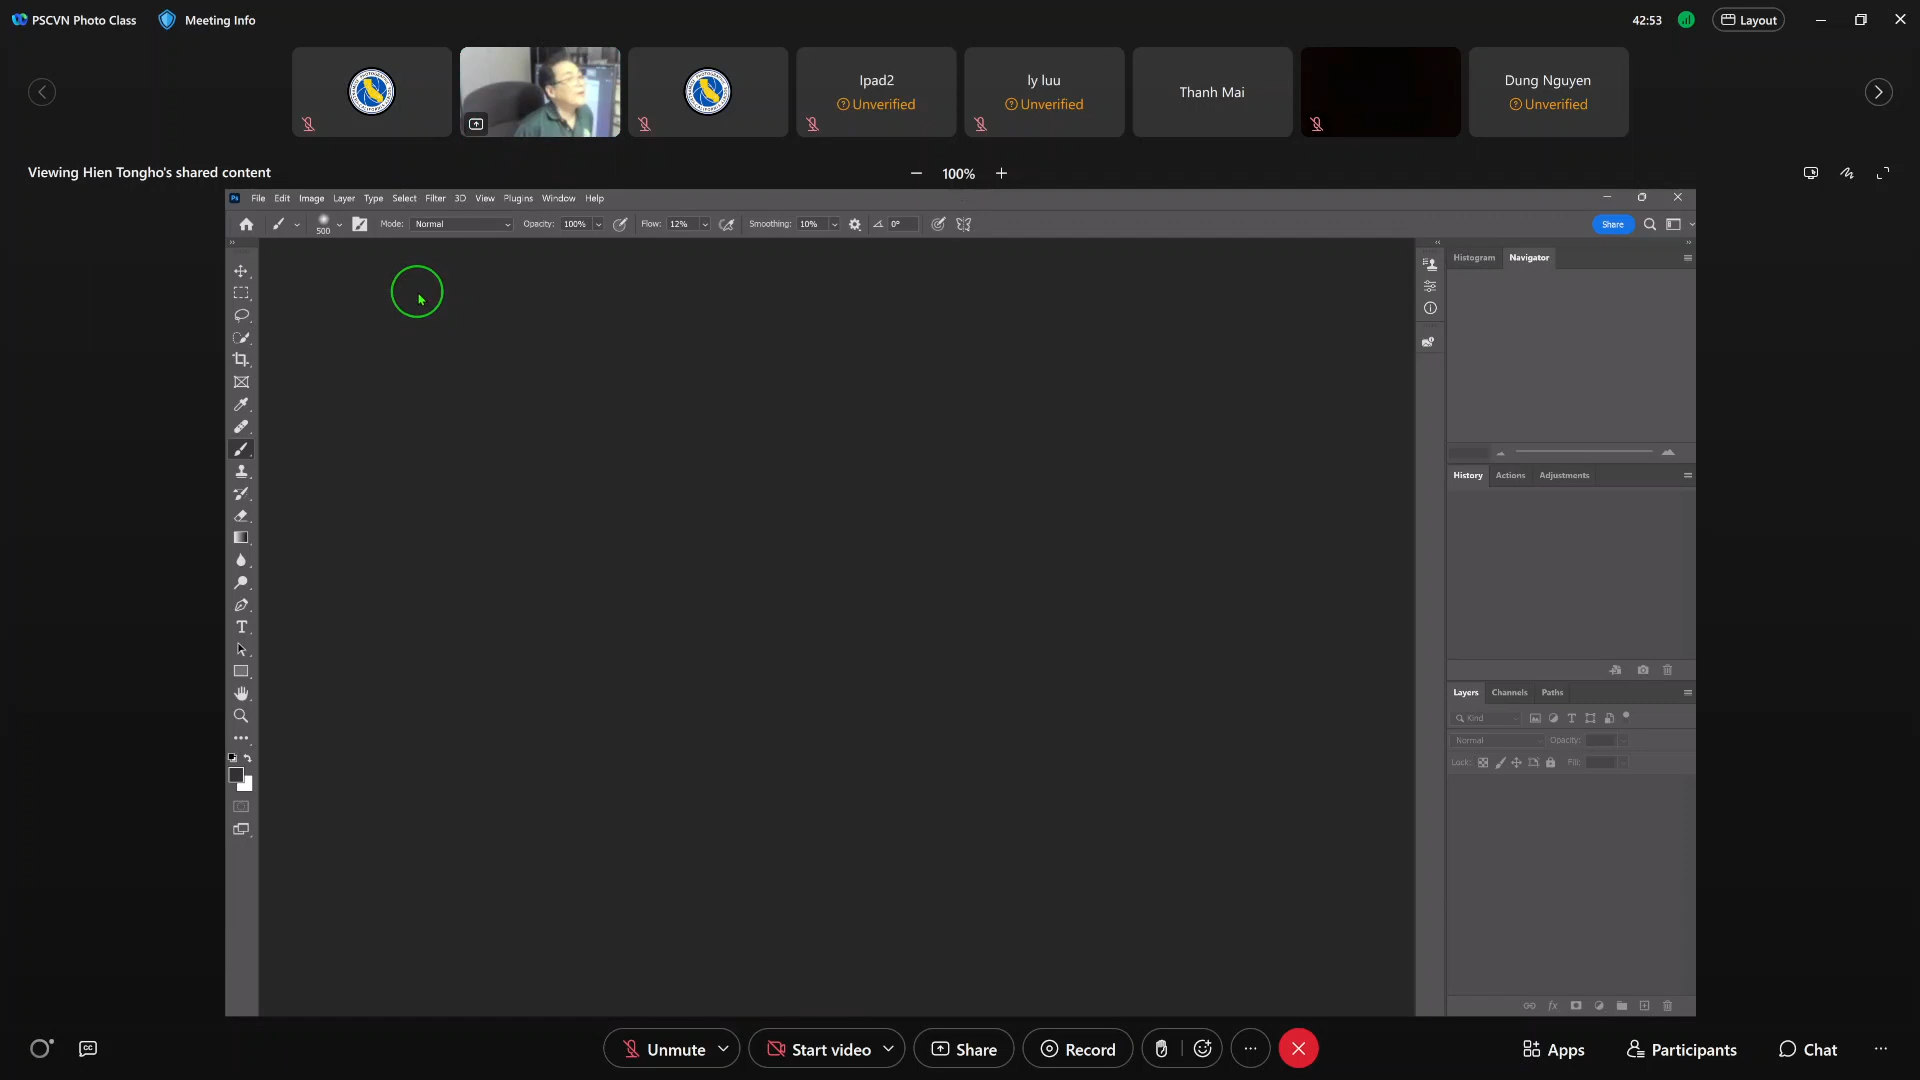 PSCVN Photo Class
Meeting Info
42:53
Layout
Ipad2
Unverified
ly luu
Unverified
Thanh Mai
Dung Nguyen
Unverified
Viewing Hien Tongho's shared content
100%
Ps
File Edit Image Layer Type Select Filter 3D View Plugins Window Help
500
Mode: Normal
Opacity: 100%
Flow: 12%
Smoothing: 10%
0°
Share
Histogram Navigator
History Actions Adjustments
Layers Channels Paths
Kind
Normal
Opacity:
Lock:
Fill:
Unmute
Start video
Share
Record
Apps
Participants
Chat